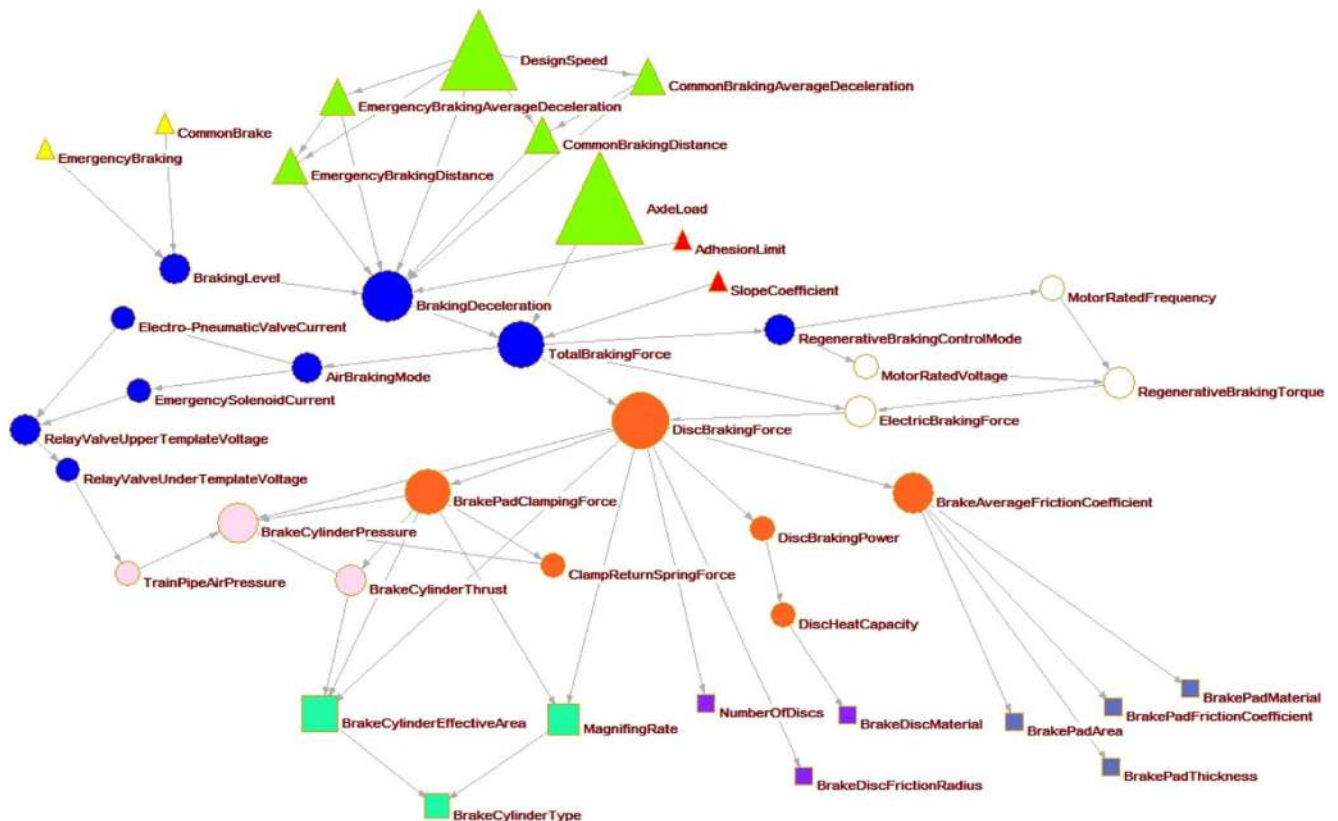 DesignSpeed
CommonBrakingAverageDeceleration
EmergencyBrakingAverageDeceleration
CommonBrake
CommonBrakingDistance
EmergencyBraking
EmergencyBrakingDistance
AxleLoad
AdhesionLimit
BrakingLevel
SlopeCoefficient
MotorRatedFrequency
BrakingDeceleration
Electro-PneumaticValveCurrent
RegenerativeBrakingControlMode
TotalBrakingForce
AirBrakingMode
MotorRatedVoltage
RegenerativeBrakingTorque
EmergencySolenoidCurrent
ElectricBrakingForce
DiscBrakingForce
RelayValveUpperTemplateVoltage
RelayValveUnderTemplateVoltage
BrakePadClampingForce
BrakeAverageFrictionCoefficient
BrakeCylinderPressure
DiscBrakingPower
ClampReturnSpringForce
TrainPipeAirPressure
BrakeCylinderThrust
DiscHeatCapacity
BrakePadMaterial
NumberOfDiscs
BrakePadFrictionCoefficient
BrakeCylinderEffectiveArea
MagnifingRate
BrakeDiscMaterial
BrakePadArea
BrakePadThickness
BrakeDiscFrictionRadius
BrakeCylinderType